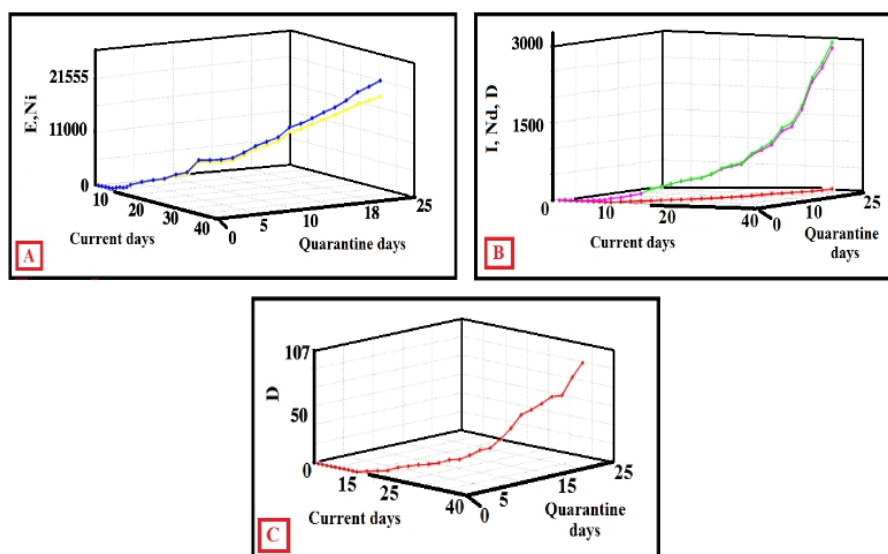 21555
11000
0
E,Ni
10
20
30
40
0
5
10
18
25
Current days
Quarantine days
A
3000
1500
0
I, Nd, D
10
20
40
0
10
25
Current days
Quarantine
days
B
107
50
0
D
15
25
40
0
5
15
25
Current days
Quarantine
days
C